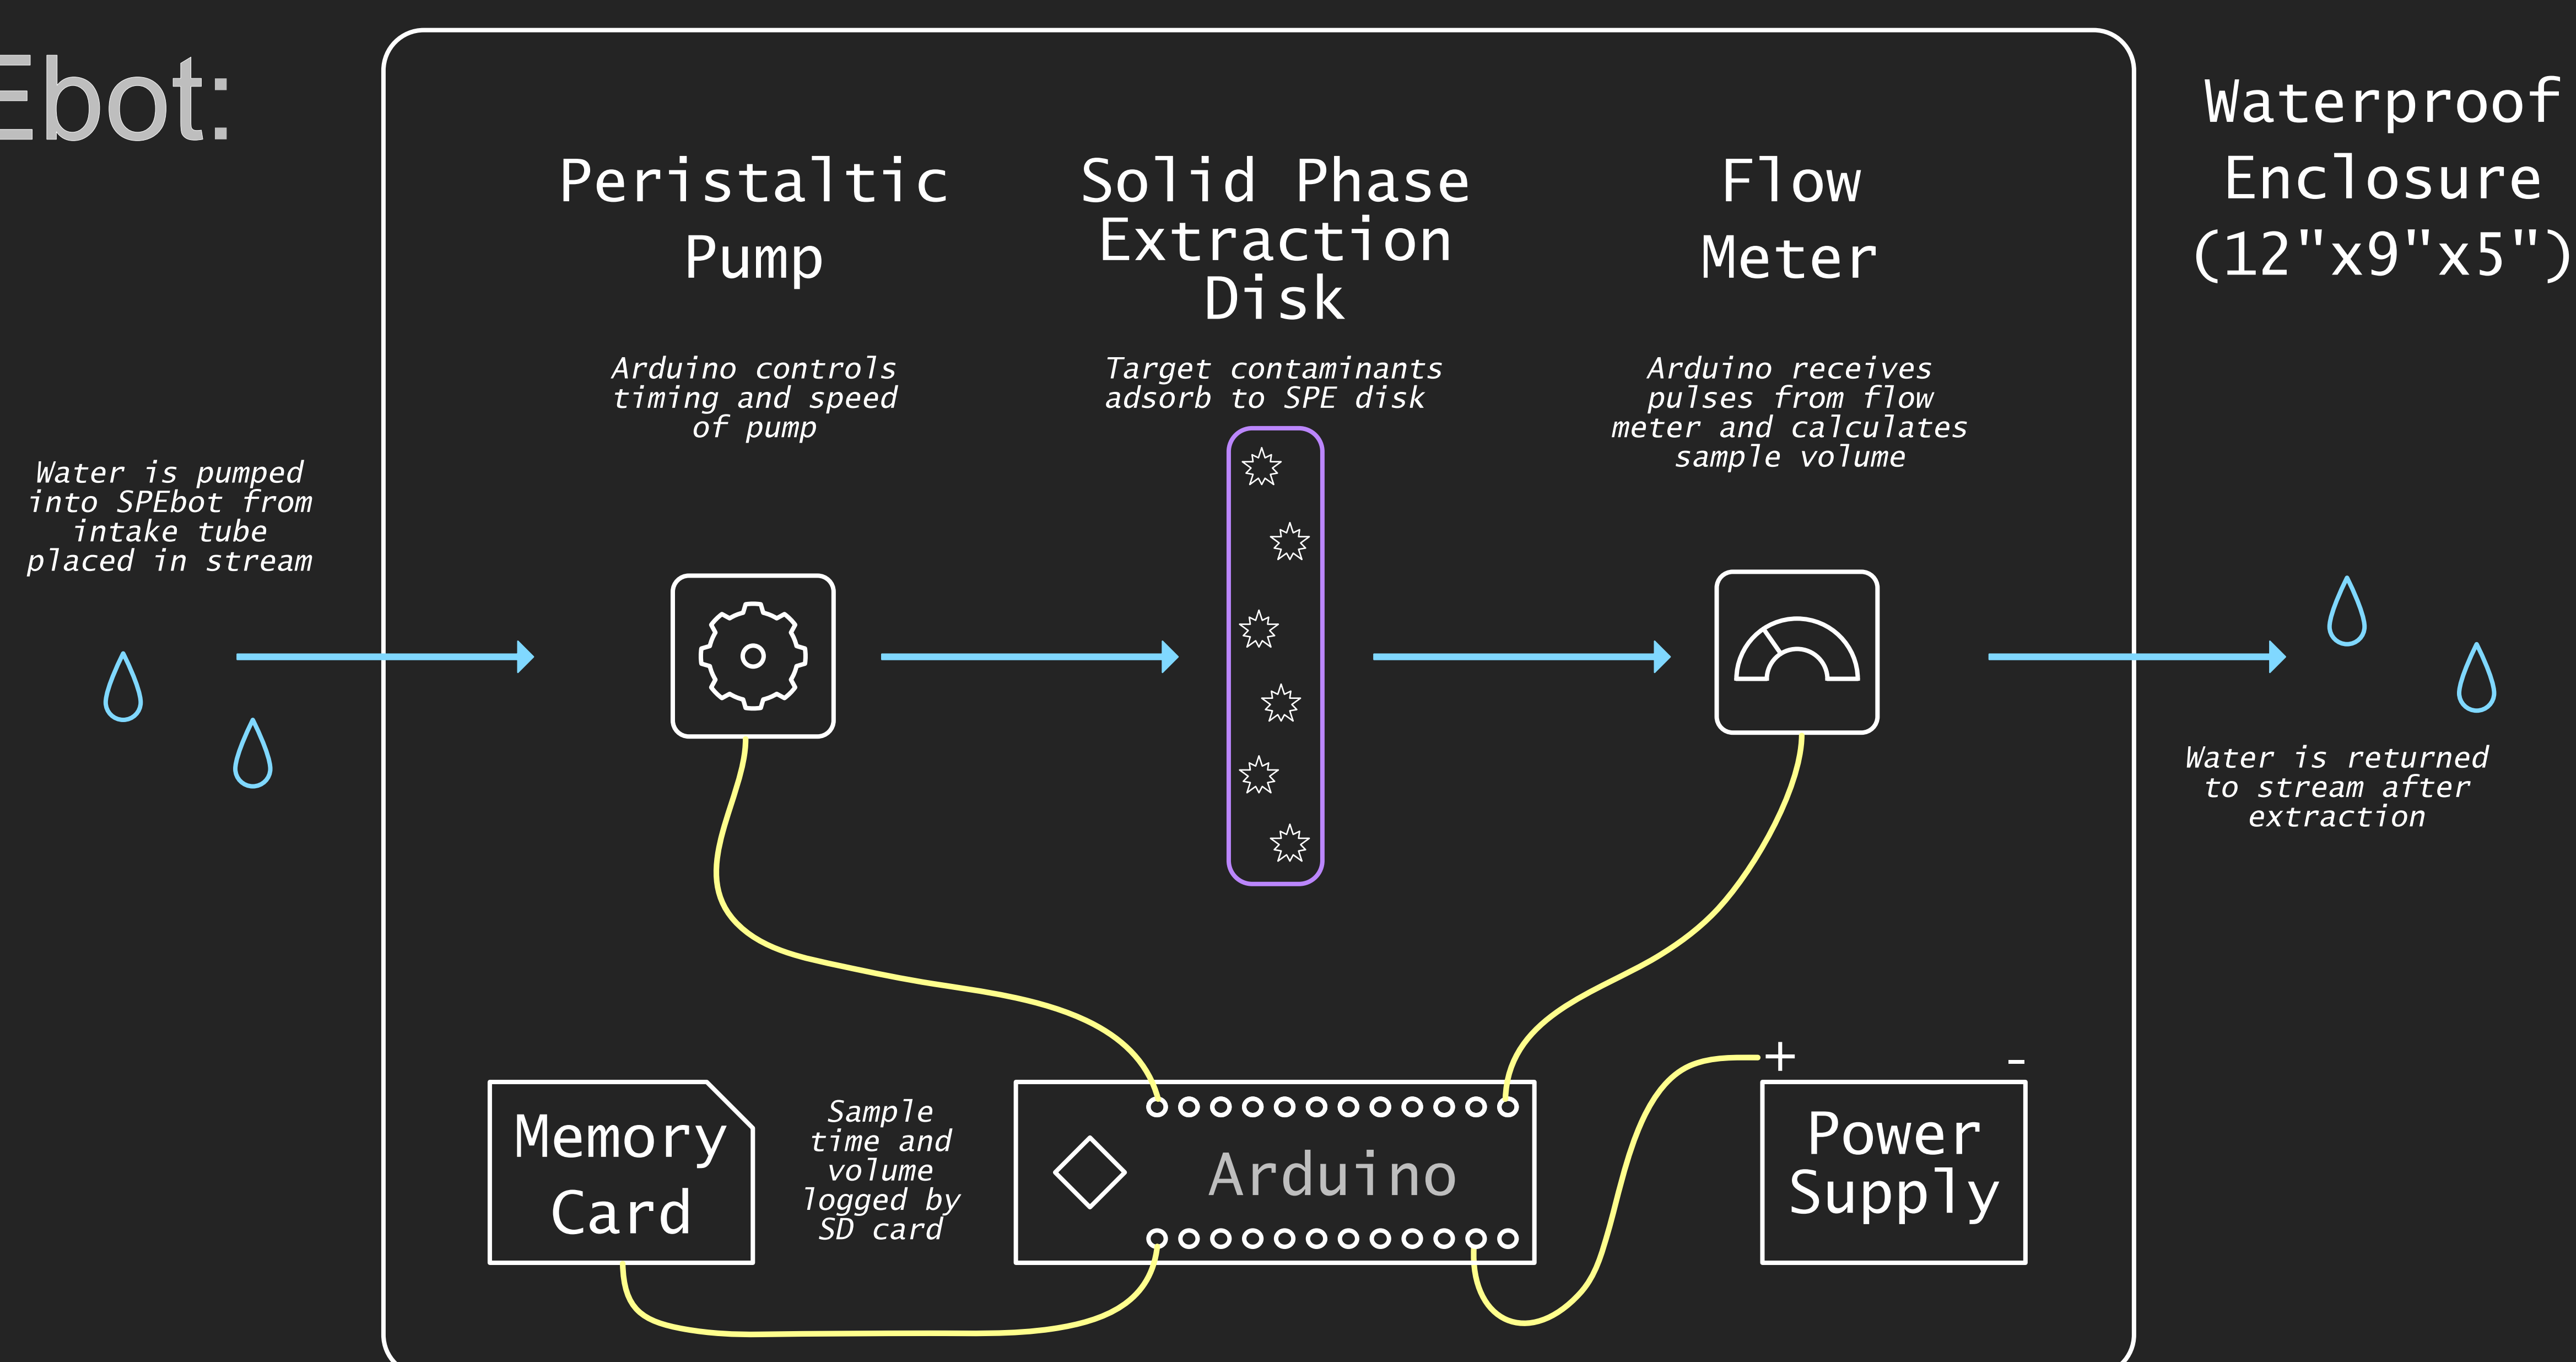 Ebot:
Waterproof
Enclosure
(12"x9"x5")
Peristaltic
Pump
Solid Phase
Extraction
Disk
Flow
Meter
Arduino controls
timing and speed
of pump
Target contaminants
adsorb to SPE disk
Arduino receives
pulses from flow
meter and calculates
sample volume
Water is pumped
into SPEbot from
intake tube
placed in stream
Water is returned
to stream after
extraction
Memory
Card
Sample
time and
volume
logged by
SD card
Arduino
+ -
Power
Supply